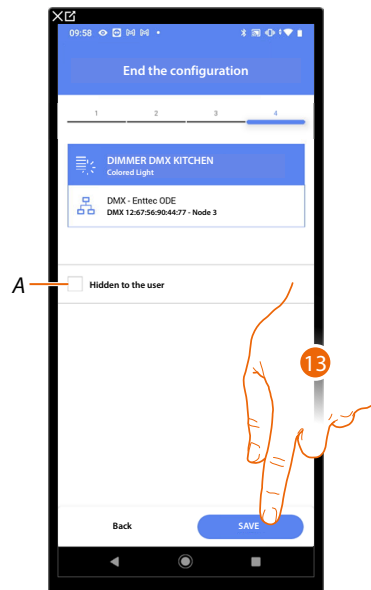 09:58
End the configuration
1 2 3 4
DIMMER DMX KITCHEN
Colored Light
DMX - Enttec ODE
DMX 12:67:56:90:44:77 - Node 3
A
Hidden to the user
13
Back SAVE